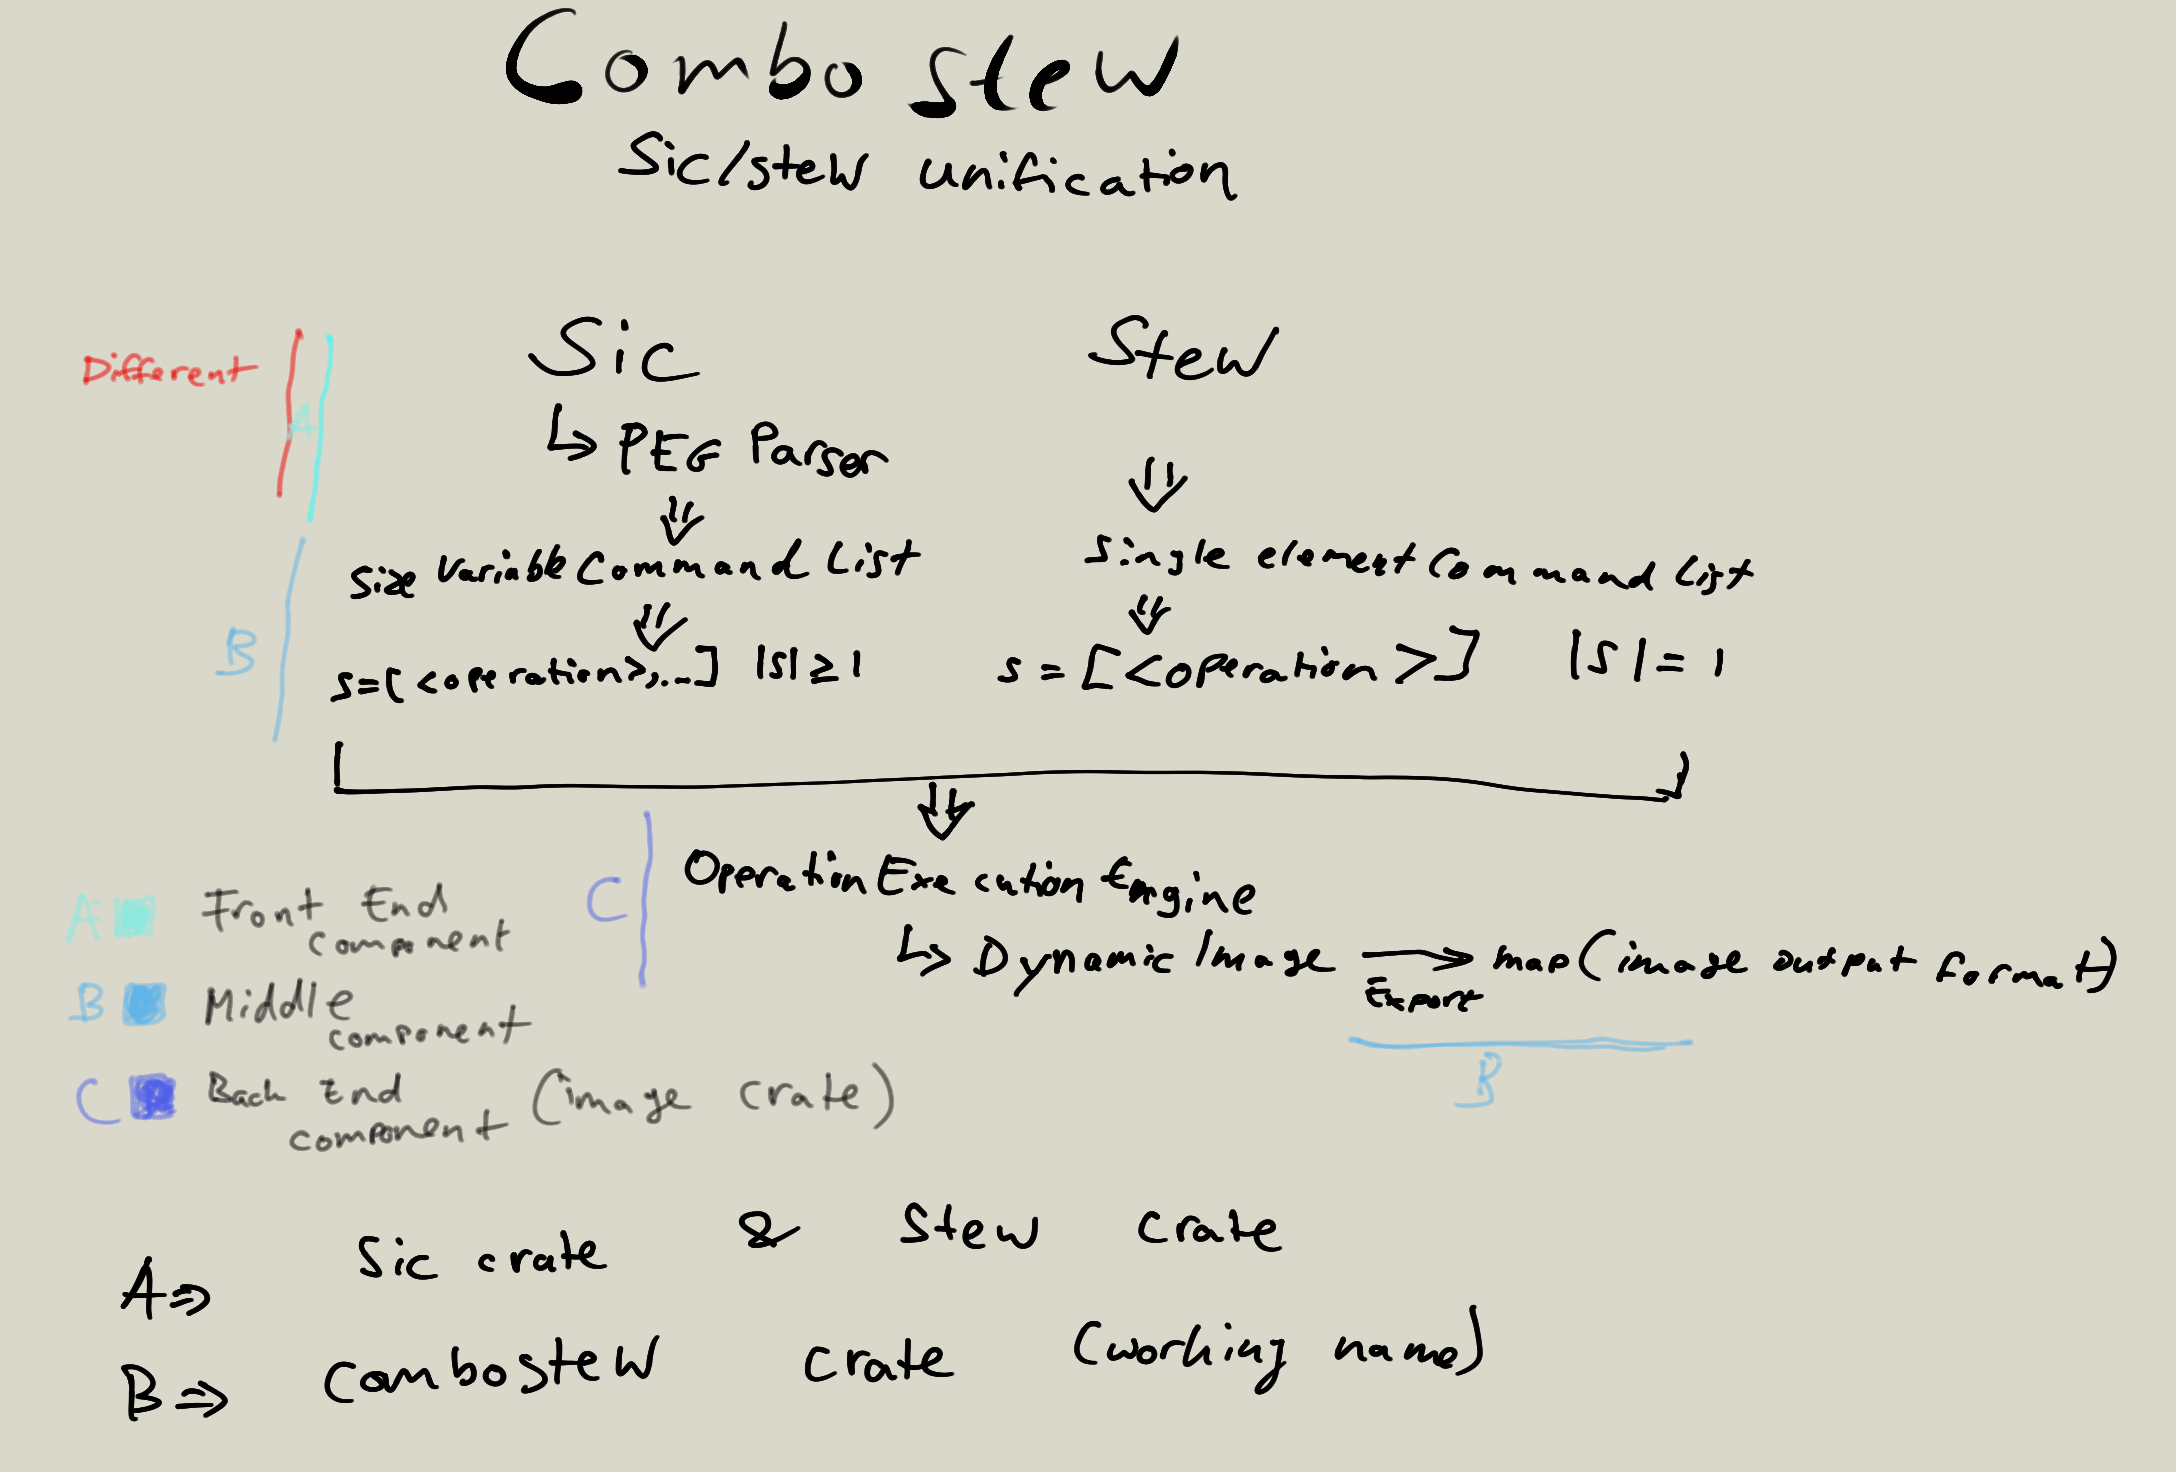 Combo stew
Sic/stew unification
Different
A
Sic
Stew
↳ PEG Parser
⇓
⇓
Size Variable Command List
Single element Command List
⇓
⇓
B
s=[<operation>,...] |s| ≥ 1
s = [<operation>] |s| = 1
⇓
C
Operation Execution Engine
↳ Dynamic Image → map(image output format)
Export
B
A Front End
component
B Middle
component
C Back End
component (image crate)
A⇒ Sic crate & Stew crate
B⇒ combostew crate (working name)